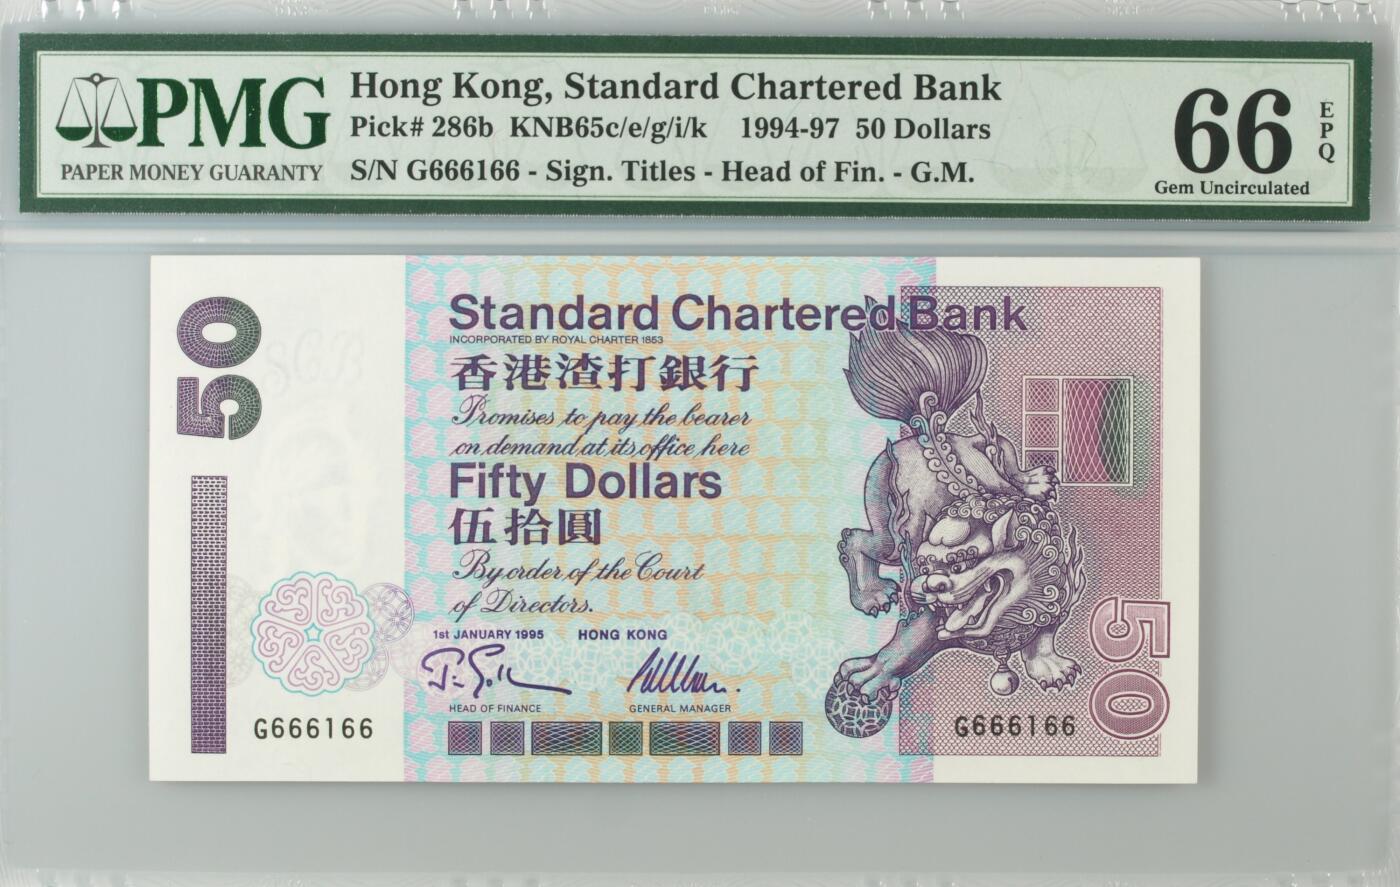 PMG
PAPER MONEY GUARANTY
Hong Kong, Standard Chartered Bank
Pick# 286b KNB65c/e/g/i/k 1994-97 50 Dollars
S/N G666166 - Sign. Titles - Head of Fin. - G.M.
66
EPQ
Gem Uncirculated
50
Standard Chartered Bank
INCORPORATED BY ROYAL CHARTER 1853
香港渣打銀行
Promises to pay the bearer
on demand at its office here
Fifty Dollars
伍拾圓
By order of the Court
of Directors.
1st JANUARY 1995 HONG KONG
HEAD OF FINANCE GENERAL MANAGER
G666166
G666166
50